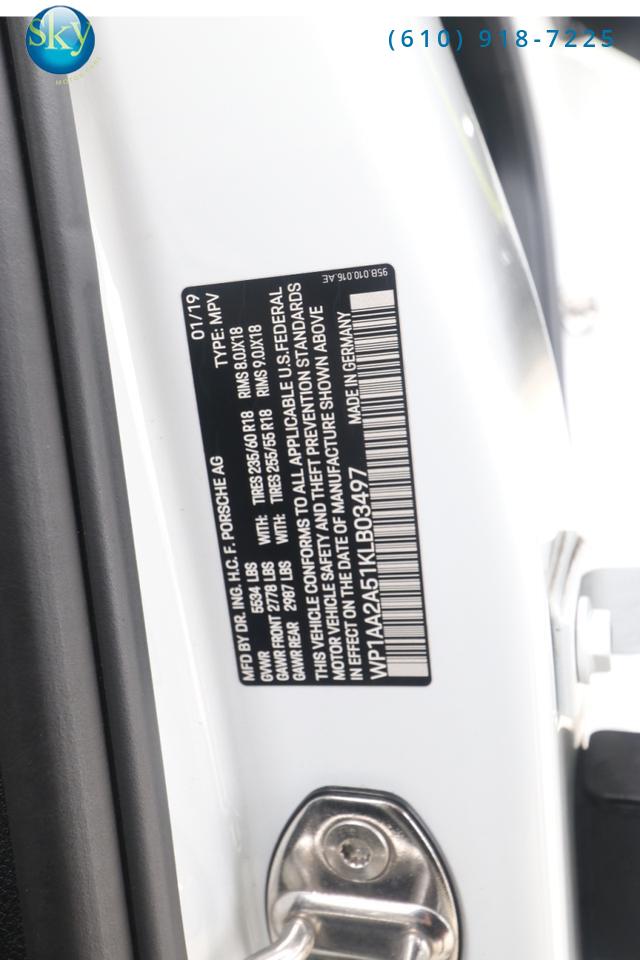 sky
MOTOR CARS
(610) 918-7225
MFD BY DR. ING. H.C. F. PORSCHE AG 01/19
GVWR 5534 LBS TYPE: MPV
GAWR FRONT 2778 LBS WITH: TIRES 235/60 R18 RIMS 8.0JX18
GAWR REAR 2987 LBS WITH: TIRES 255/55 R18 RIMS 9.0JX18
THIS VEHICLE CONFORMS TO ALL APPLICABLE U.S. FEDERAL
MOTOR VEHICLE SAFETY AND THEFT PREVENTION STANDARDS
IN EFFECT ON THE DATE OF MANUFACTURE SHOWN ABOVE
WP1AA2A51KLB03497 MADE IN GERMANY
95B.010.016.AE